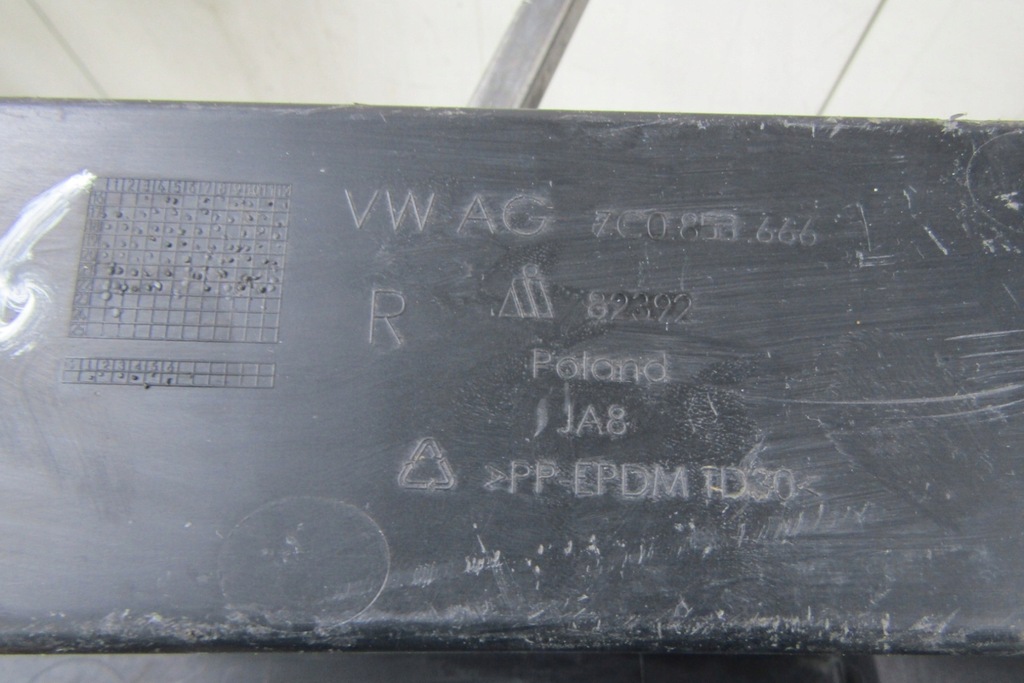 VW AG 7C0.853.666
R 82392
Poland
JA8
>PP-EPDM TD30<